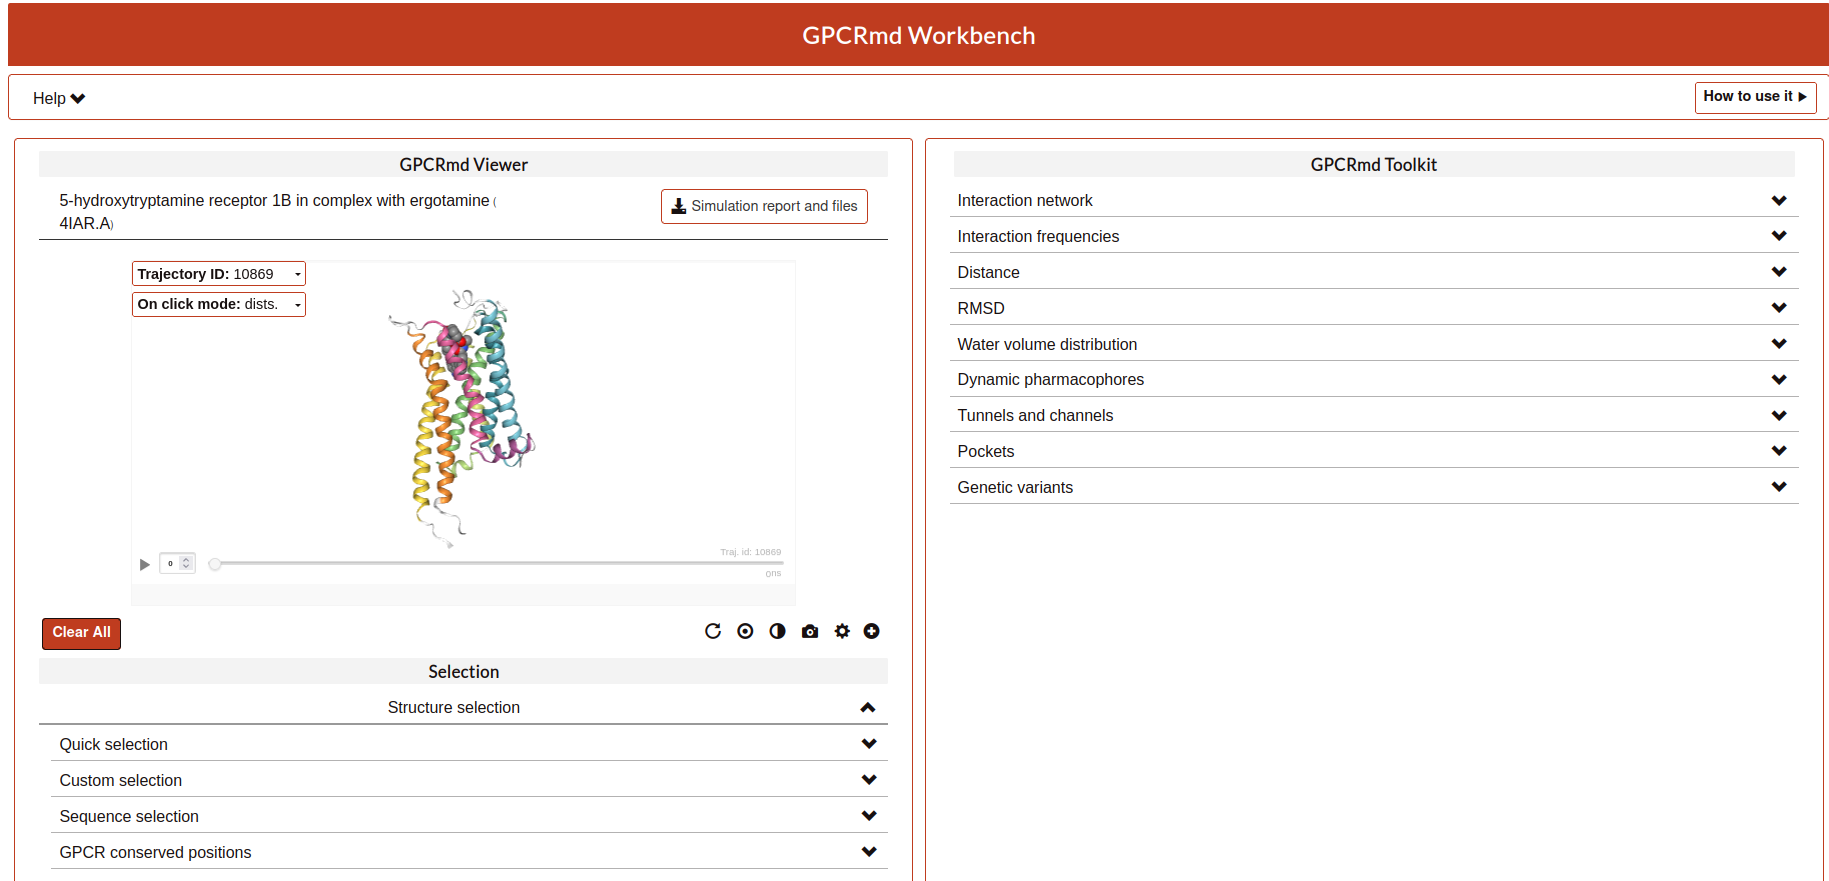 GPCRmd Workbench
Help
How to use it
GPCRmd Viewer
5-hydroxytryptamine receptor 1B in complex with ergotamine (
4IAR.A)
Simulation report and files
Trajectory ID: 10869
On click mode: dists.
Traj. id: 10869
0
0ns
Clear All
Selection
Structure selection
Quick selection
Custom selection
Sequence selection
GPCR conserved positions
GPCRmd Toolkit
Interaction network
Interaction frequencies
Distance
RMSD
Water volume distribution
Dynamic pharmacophores
Tunnels and channels
Pockets
Genetic variants